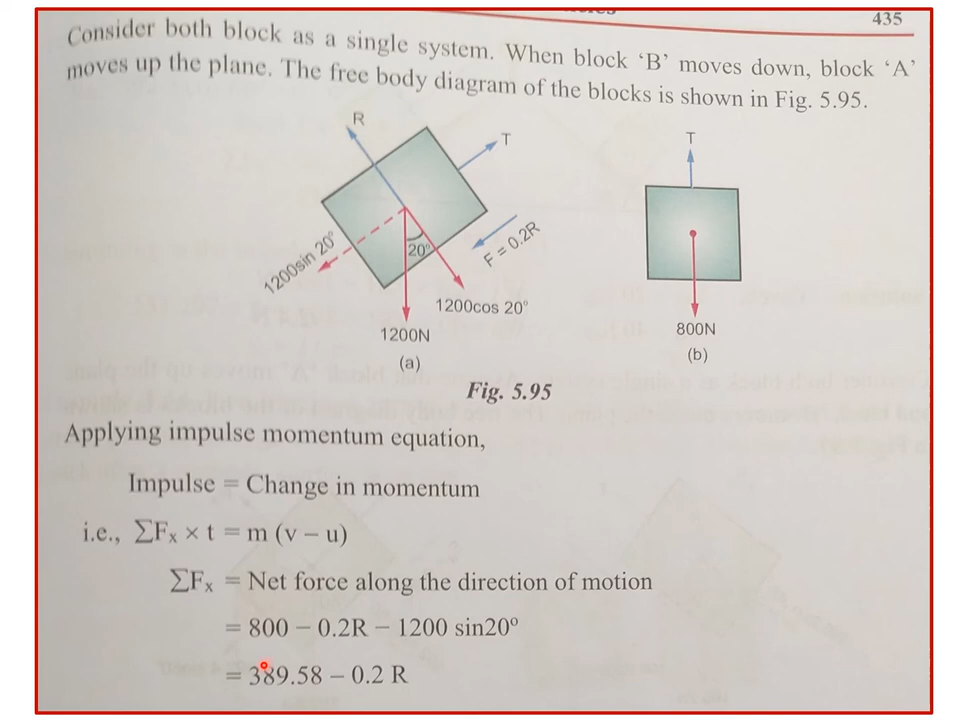 435
Consider both block as a single system. When block ‘B’ moves down, block ‘A’
moves up the plane. The free body diagram of the blocks is shown in Fig. 5.95.
R
T
T
1200sin 20°
20°
F = 0.2R
1200cos 20°
1200N
800N
(a)
(b)
Fig. 5.95
Applying impulse momentum equation,
Impulse = Change in momentum
i.e., ΣFₓ × t = m (v – u)
ΣFₓ = Net force along the direction of motion
= 800 – 0.2R – 1200 sin20°
= 389.58 – 0.2 R